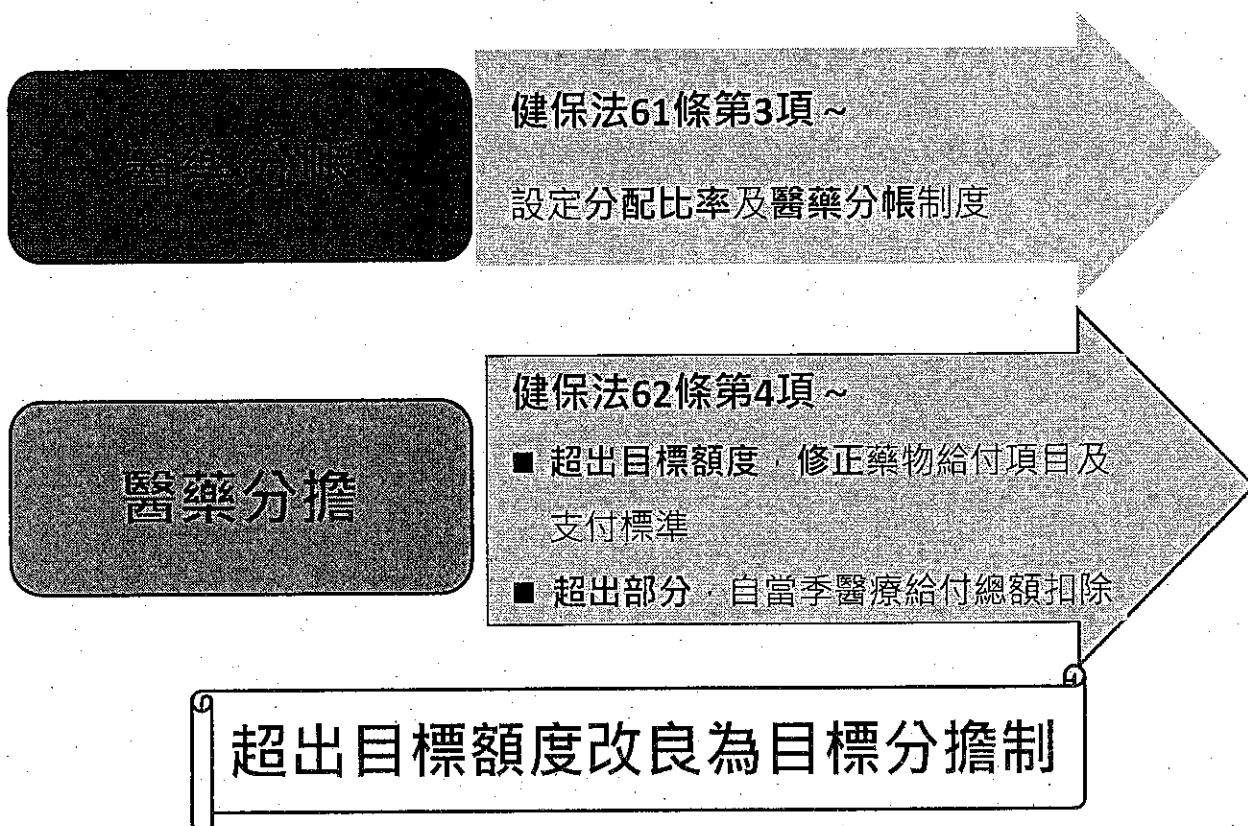 健保法61條第3項~
設定分配比率及醫藥分帳制度
醫藥分擔
健保法62條第4項~
■ 超出目標額度,修正藥物給付項目及
支付標準
■ 超出部分,自當季醫療給付總額扣除
超出目標額度改良為目標分擔制